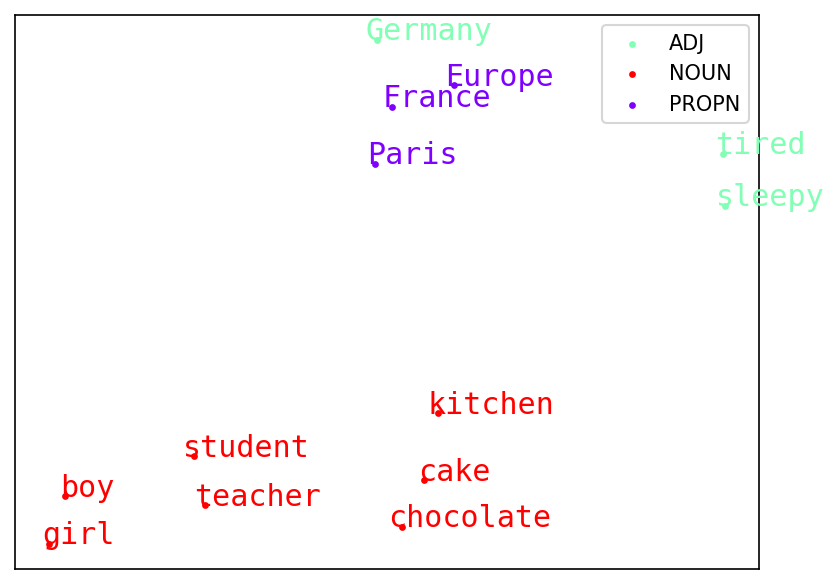 Germany
ADJ
NOUN
PROPN
Europe
France
Paris
tired
sleepy
kitchen
student
cake
boy
teacher
chocolate
girl